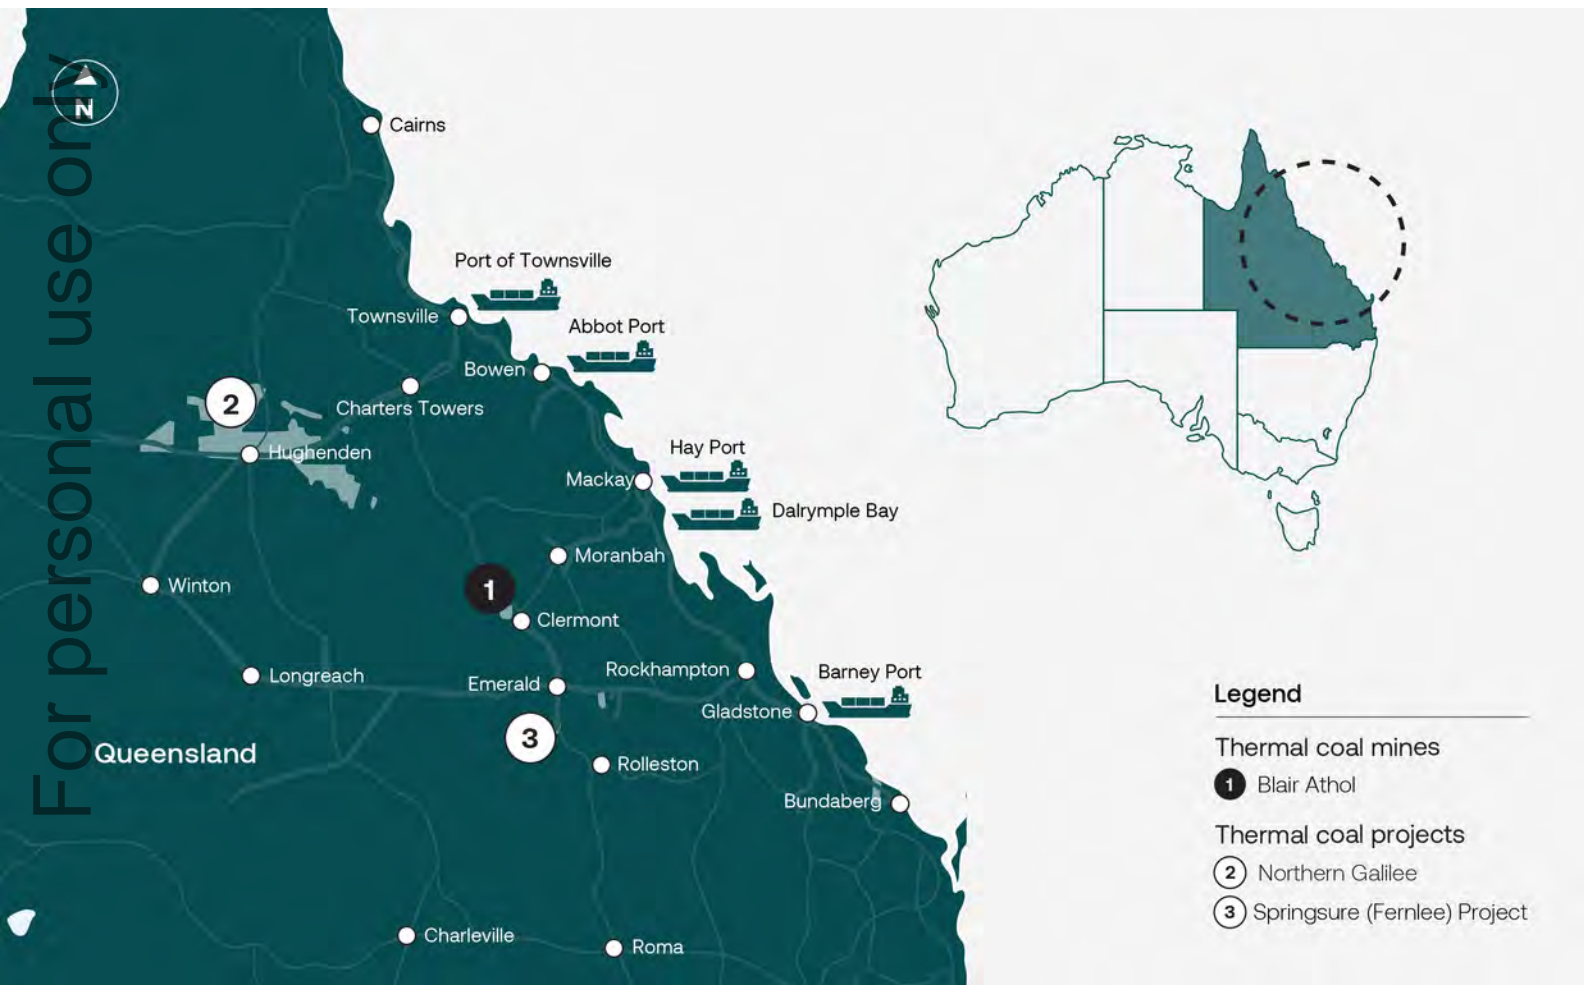 For personal use only
N
Cairns
Port of Townsville
Townsville
Abbot Port
Bowen
2
Charters Towers
Hughenden
Hay Port
Mackay
Dalrymple Bay
Moranbah
1
Winton
Clermont
Longreach
Rockhampton
Emerald
Barney Port
Gladstone
3
Queensland
Rolleston
Bundaberg
Charleville
Roma
Legend
Thermal coal mines
1 Blair Athol
Thermal coal projects
2 Northern Galilee
3 Springsure (Fernlee) Project